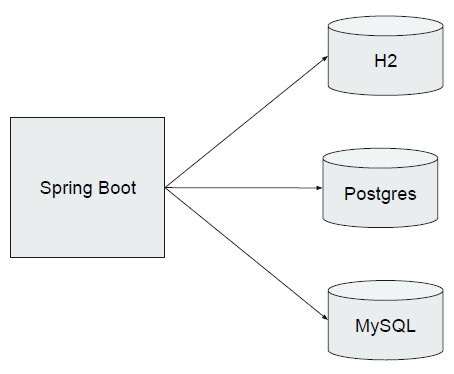 H2
Spring Boot
Postgres
MySQL